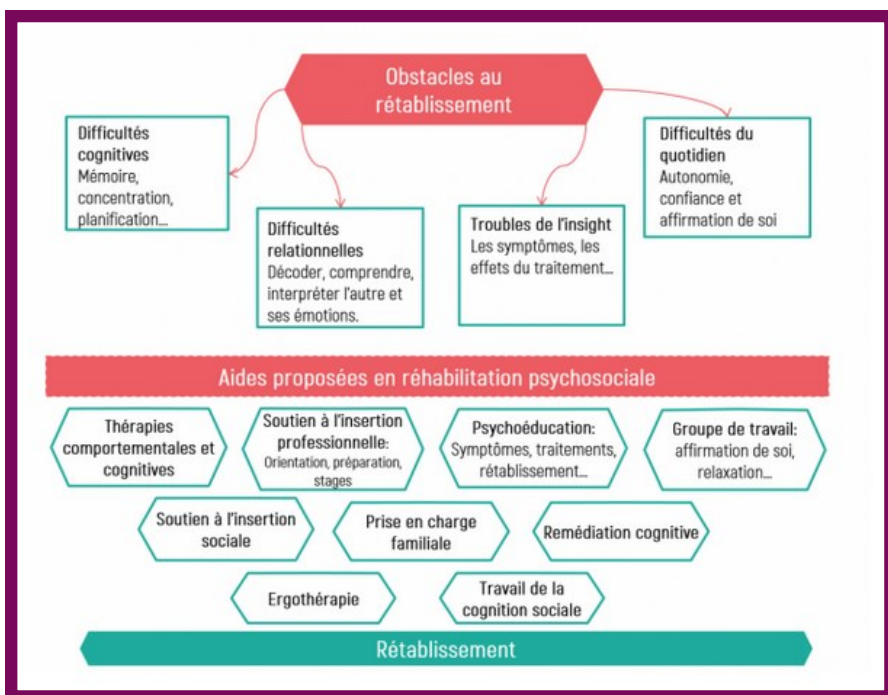 Obstacles au
rétablissement
Difficultés
cognitives
Mémoire,
concentration,
planification...
Difficultés
relationnelles
Décoder, comprendre,
interpréter l'autre et
ses émotions.
Troubles de l'insight
Les symptômes, les
effets du traitement...
Difficultés du
quotidien
Autonomie,
confiance et
affirmation de soi
Aides proposées en réhabilitation psychosociale
Thérapies
comportementales et
cognitives
Soutien à l'insertion
professionnelle:
Orientation, préparation,
stages
Psychoéducation:
Symptômes, traitements,
rétablissement...
Groupe de travail:
affirmation de soi,
relaxation...
Soutien à l'insertion
sociale
Prise en charge
familiale
Remédiation cognitive
Ergothérapie
Travail de la
cognition sociale
Rétablissement